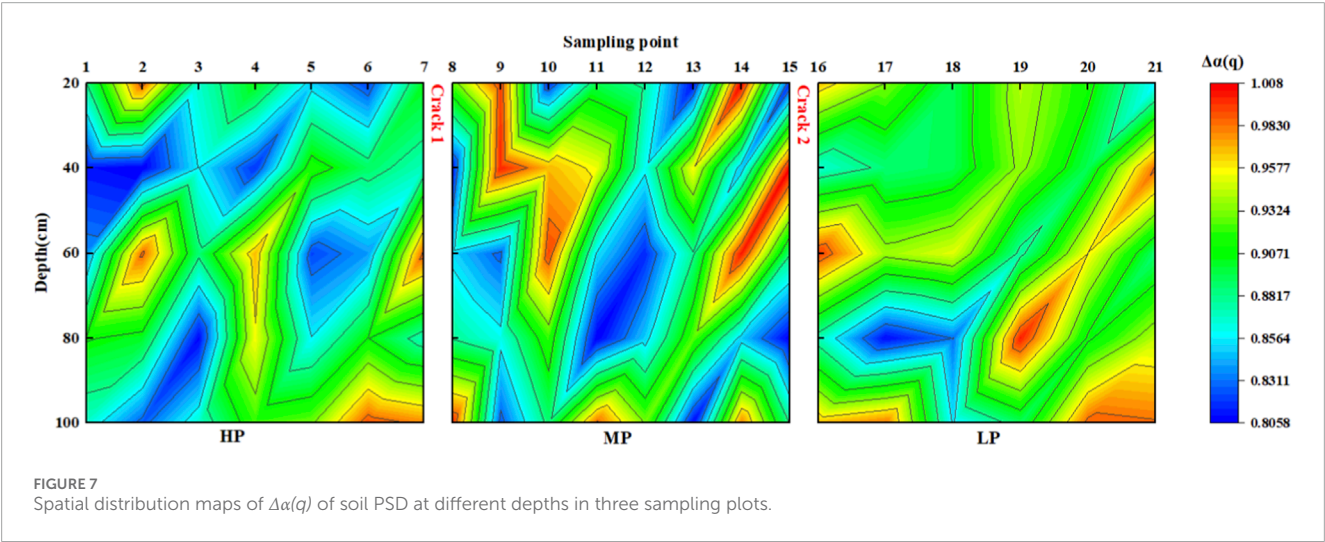 Sampling point
1 2 3 4 5 6 7 8 9 10 11 12 13 14 15 16 17 18 19 20 21
Δα(q)
20
40
60
80
100
Depth(cm)
Crack 1
Crack 2
1.008
0.9830
0.9577
0.9324
0.9071
0.8817
0.8564
0.8311
0.8058
HP MP LP
FIGURE 7
Spatial distribution maps of Δα(q) of soil PSD at different depths in three sampling plots.